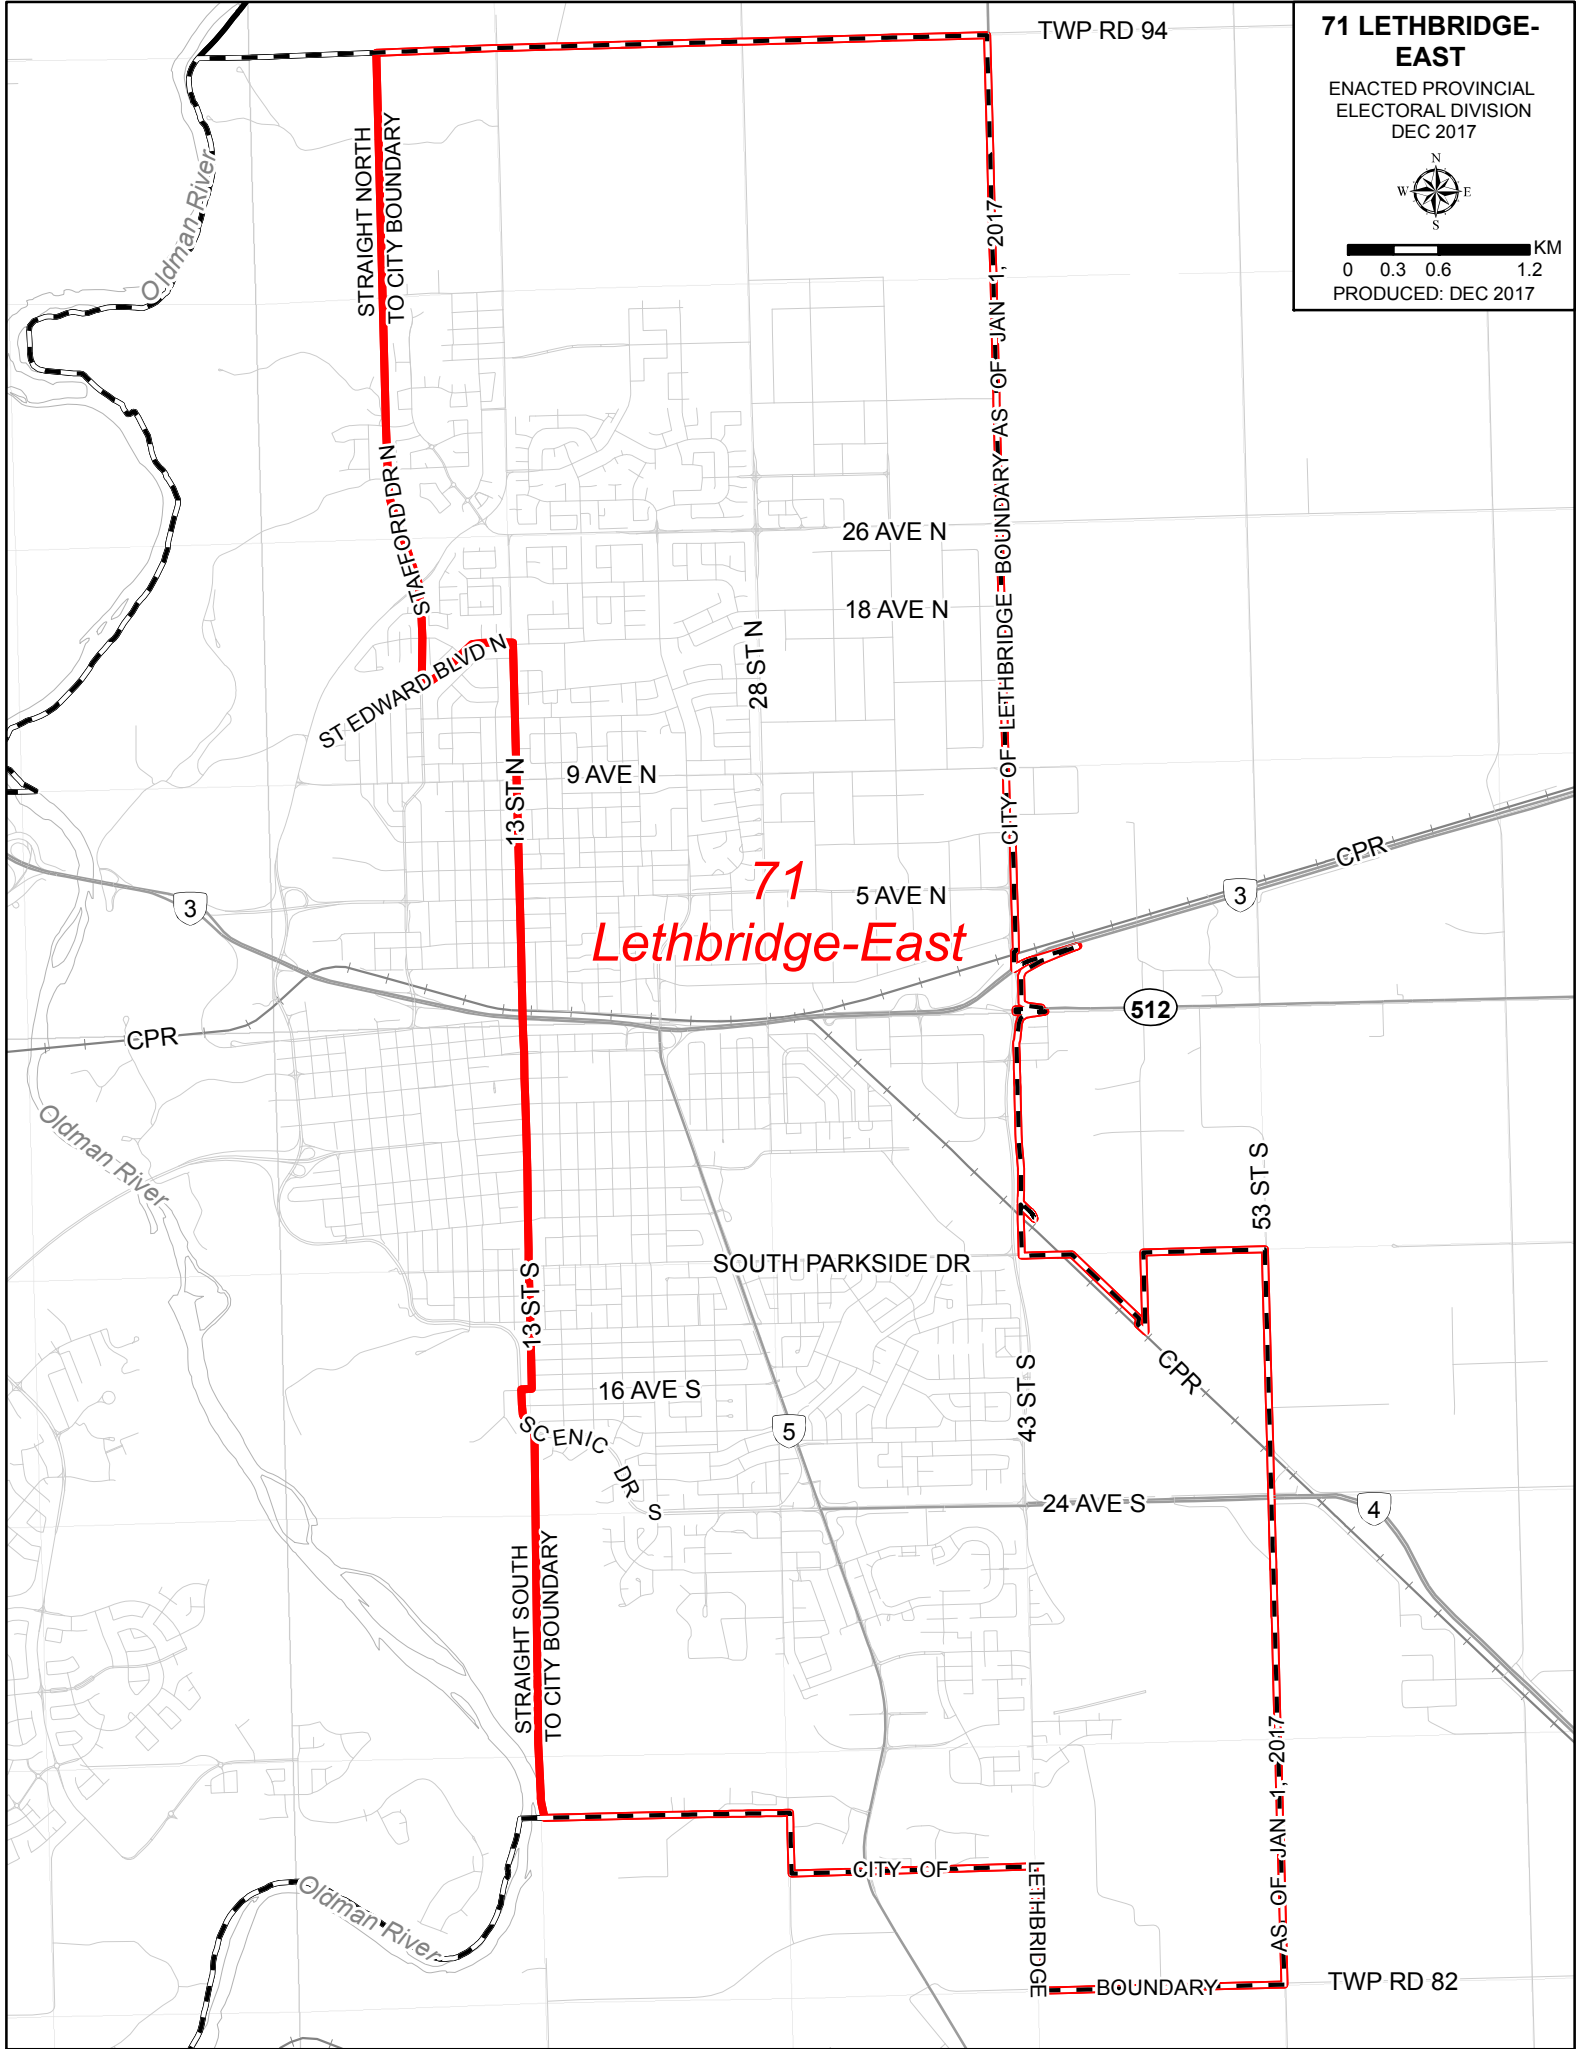 71 LETHBRIDGE-
EAST
ENACTED PROVINCIAL
ELECTORAL DIVISION
DEC 2017
N
W E
S
KM
0 0.3 0.6 1.2
PRODUCED: DEC 2017
TWP RD 94
STRAIGHT NORTH
TO CITY BOUNDARY
Oldman River
CITY OF LETHBRIDGE BOUNDARY AS OF JAN 1, 2017
STAFFORD DR N
26 AVE N
18 AVE N
28 ST N
ST EDWARD BLVD N
13 ST N
9 AVE N
71
Lethbridge-East
5 AVE N
CPR
3
3
512
CPR
Oldman River
53 ST S
SOUTH PARKSIDE DR
13 ST S
16 AVE S
43 ST S
CPR
SCENIC DR S
5
24 AVE S
4
STRAIGHT SOUTH
TO CITY BOUNDARY
Oldman River
CITY OF LETHBRIDGE BOUNDARY AS OF JAN 1, 2017
TWP RD 82